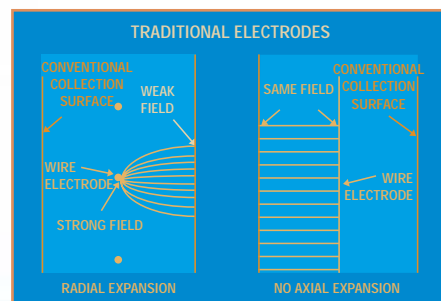 TRADITIONAL ELECTRODES
CONVENTIONAL
COLLECTION
SURFACE
WEAK
FIELD
WIRE
ELECTRODE
STRONG FIELD
RADIAL EXPANSION
SAME FIELD
CONVENTIONAL
COLLECTION
SURFACE
WIRE
ELECTRODE
NO AXIAL EXPANSION